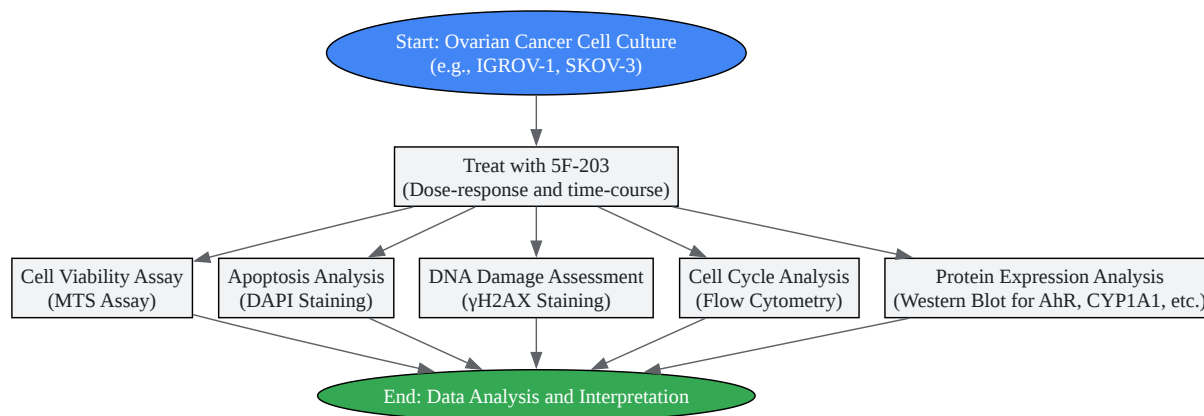 Start: Ovarian Cancer Cell Culture
(e.g., IGROV-1, SKOV-3)
Treat with 5F-203
(Dose-response and time-course)
Cell Viability Assay
(MTS Assay)
Apoptosis Analysis
(DAPI Staining)
DNA Damage Assessment
(γH2AX Staining)
Cell Cycle Analysis
(Flow Cytometry)
Protein Expression Analysis
(Western Blot for AhR, CYP1A1, etc.)
End: Data Analysis and Interpretation